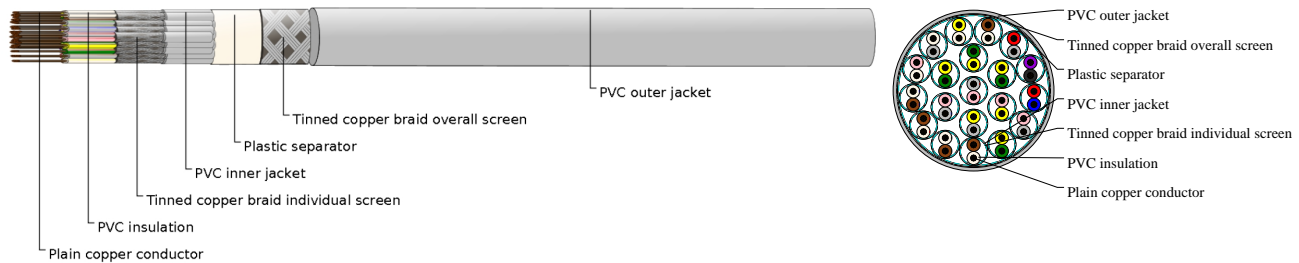 PVC outer jacket
Tinned copper braid overall screen
Plastic separator
PVC inner jacket
Tinned copper braid individual screen
PVC insulation
Plain copper conductor
PVC outer jacket
Tinned copper braid overall screen
Plastic separator
PVC inner jacket
Tinned copper braid individual screen
PVC insulation
Plain copper conductor